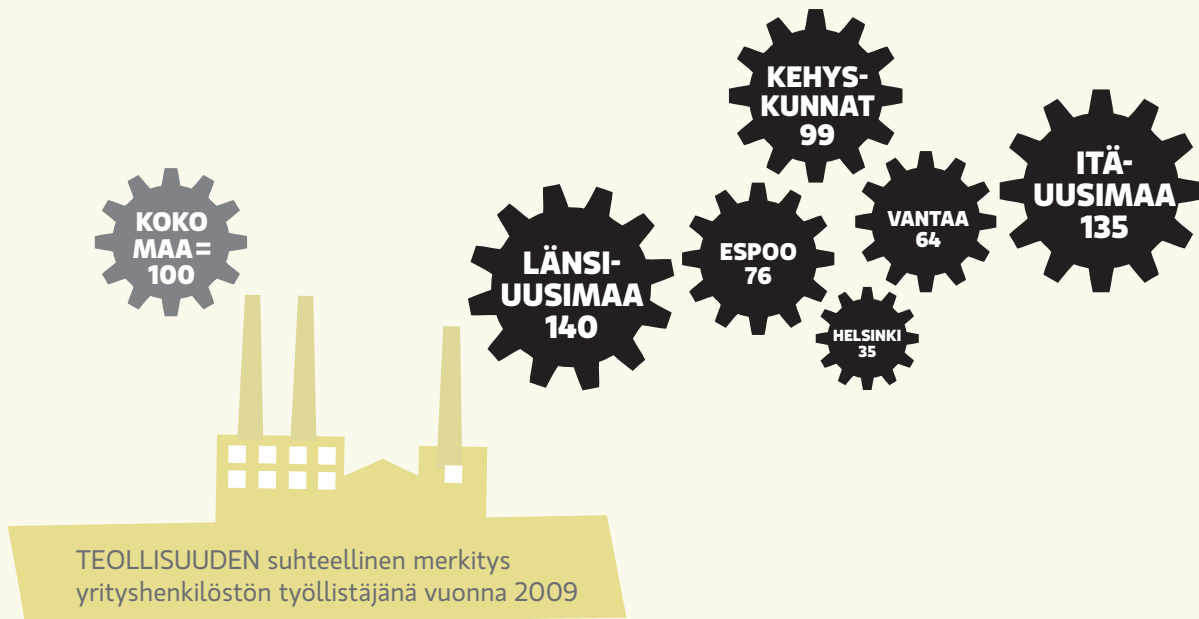 KEHYS-
KUNNAT
99
ITÄ-
UUSIMAA
135
KOKO
MAA=
100
LÄNSI-
UUSIMAA
140
ESPOO
76
VANTAA
64
HELSINKI
35
TEOLLISUUDEN suhteellinen merkitys
yrityshenkilöstön työllistäjänä vuonna 2009